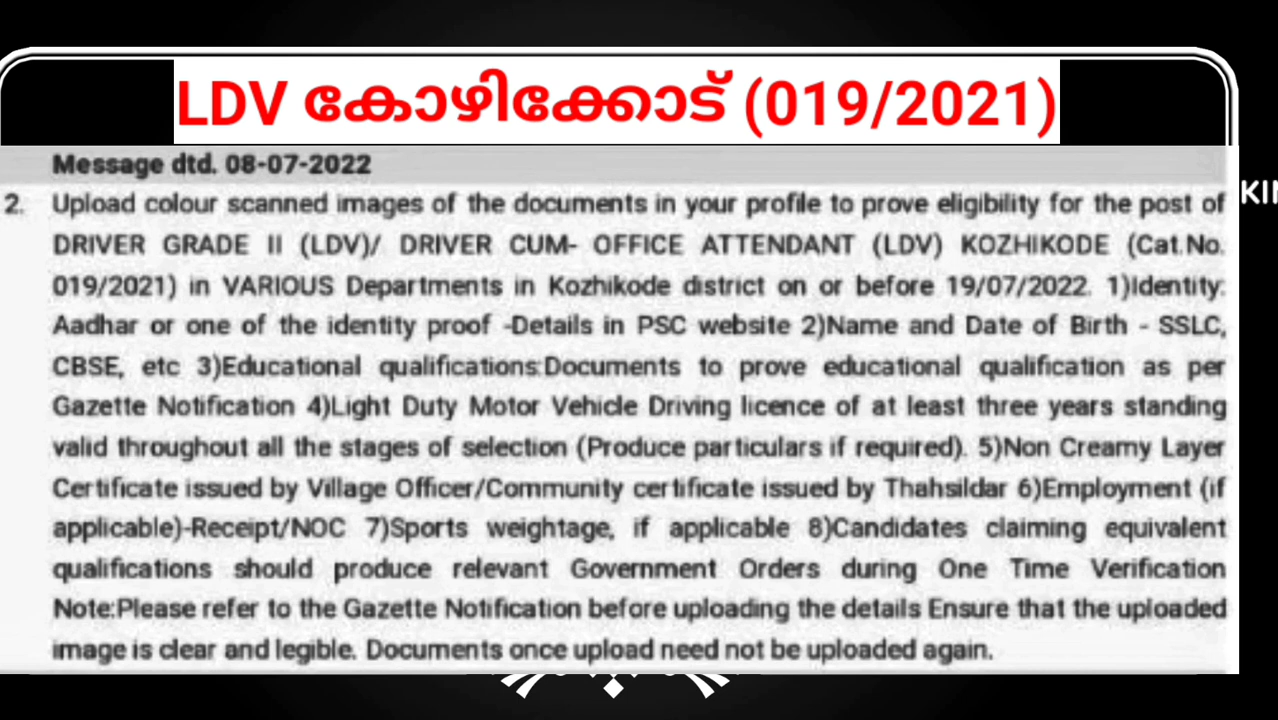 LDV കോഴിക്കോട് (019/2021)
Message dtd. 08-07-2022
2. Upload colour scanned images of the documents in your profile to prove eligibility for the post of
DRIVER GRADE II (LDV)/ DRIVER CUM- OFFICE ATTENDANT (LDV) KOZHIKODE (Cat.No.
019/2021) in VARIOUS Departments in Kozhikode district on or before 19/07/2022. 1)Identity:
Aadhar or one of the identity proof -Details in PSC website 2)Name and Date of Birth - SSLC,
CBSE, etc 3)Educational qualifications:Documents to prove educational qualification as per
Gazette Notification 4)Light Duty Motor Vehicle Driving licence of at least three years standing
valid throughout all the stages of selection (Produce particulars if required). 5)Non Creamy Layer
Certificate issued by Village Officer/Community certificate issued by Thahsildar 6)Employment (if
applicable)-Receipt/NOC 7)Sports weightage, if applicable 8)Candidates claiming equivalent
qualifications should produce relevant Government Orders during One Time Verification
Note:Please refer to the Gazette Notification before uploading the details Ensure that the uploaded
image is clear and legible. Documents once upload need not be uploaded again.